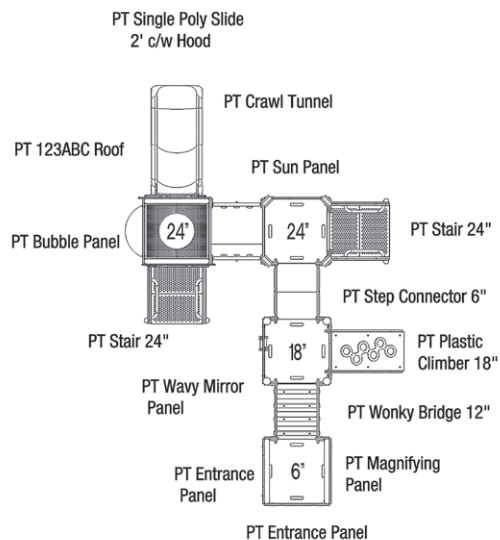 PT Single Poly Slide
2' c/w Hood
PT Crawl Tunnel
PT 123ABC Roof
PT Sun Panel
24”
24”
PT Stair 24"
PT Bubble Panel
PT Step Connector 6"
PT Stair 24"
18”
PT Plastic
Climber 18"
PT Wavy Mirror
Panel
PT Wonky Bridge 12"
PT Entrance
Panel
6”
PT Magnifying
Panel
PT Entrance Panel